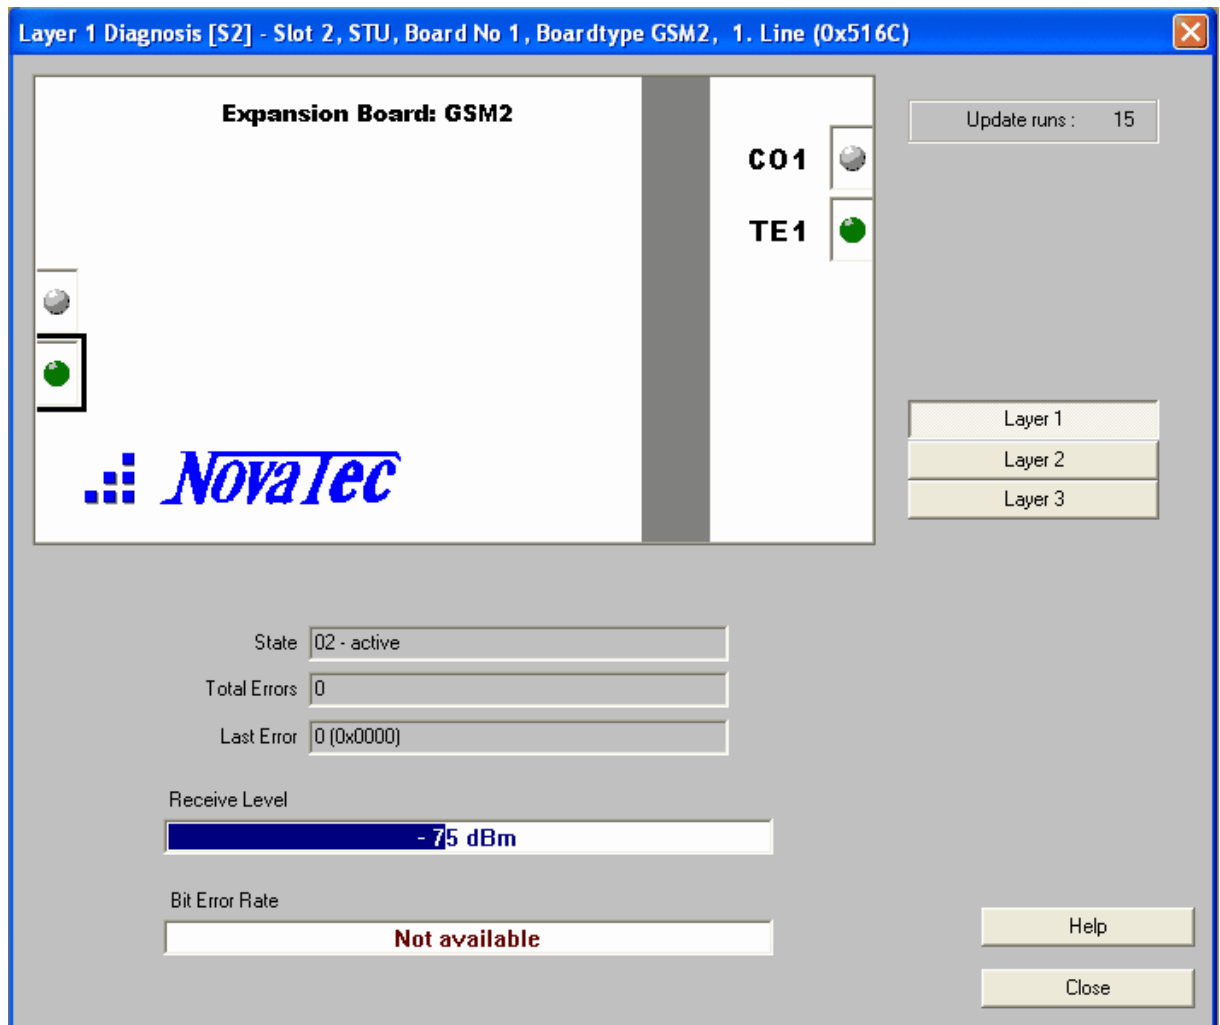 Layer 1 Diagnosis [S2] - Slot 2, STU, Board No 1, Boardtype GSM2, 1. Line (0x516C)
Expansion Board: GSM2
Update runs : 15
CO1
TE1
Layer 1
Layer 2
Layer 3
NovaTec
State 02 - active
Total Errors 0
Last Error 0 (0x0000)
Receive Level
- 75 dBm
Bit Error Rate
Not available
Help
Close